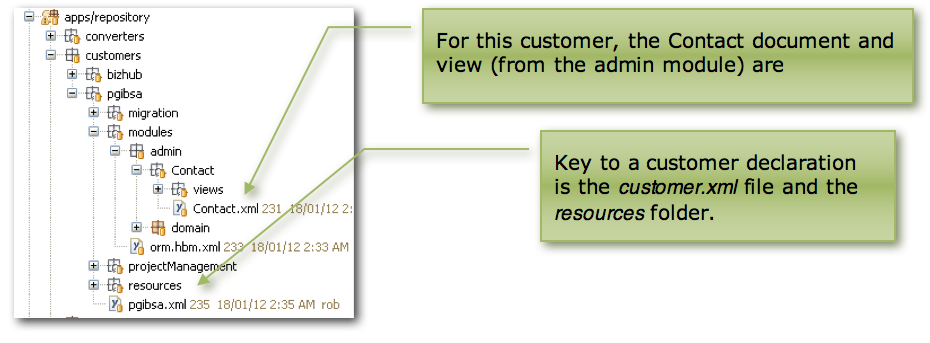 apps/repository
converters
customers
bizhub
pgibsa
migration
modules
admin
Contact
views
Contact.xml 231 18/01/12 2:
domain
orm.hbm.xml 233 18/01/12 2:33 AM
projectManagement
resources
pgibsa.xml 235 18/01/12 2:35 AM rob
For this customer, the Contact document and
view (from the admin module) are
Key to a customer declaration
is the customer.xml file and the
resources folder.